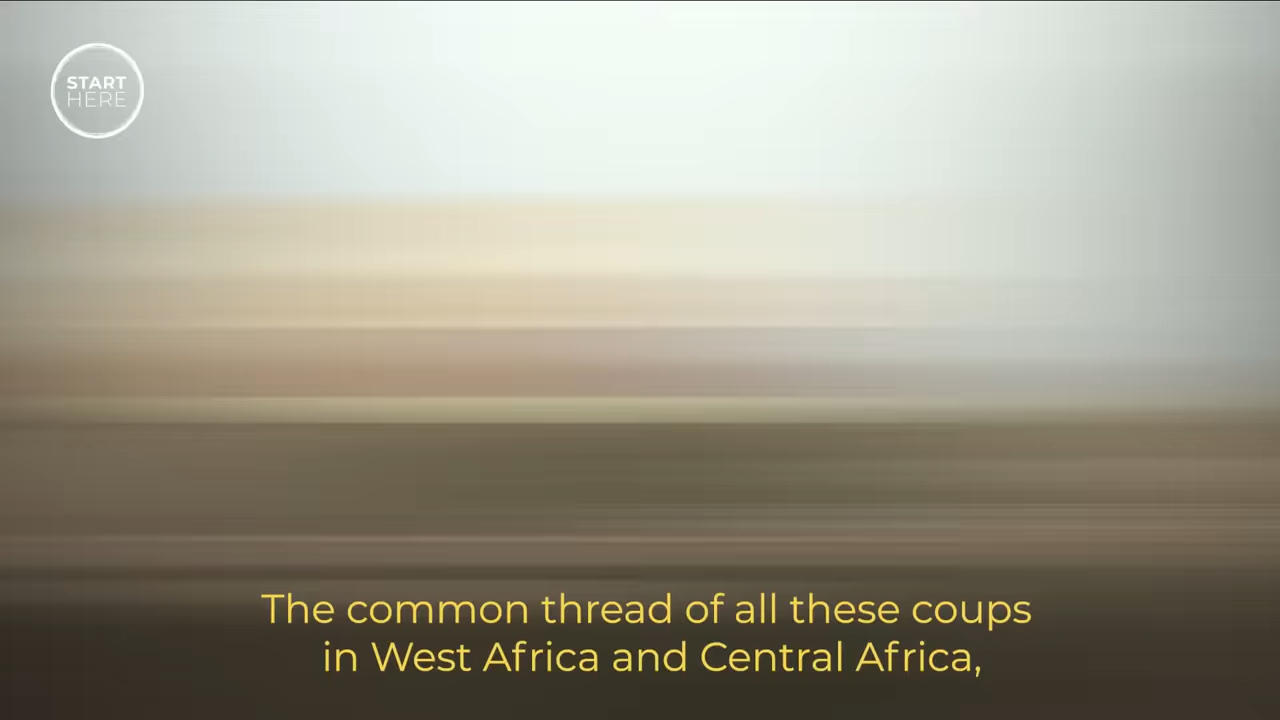 START
HERE
The common thread of all these coups
in West Africa and Central Africa,